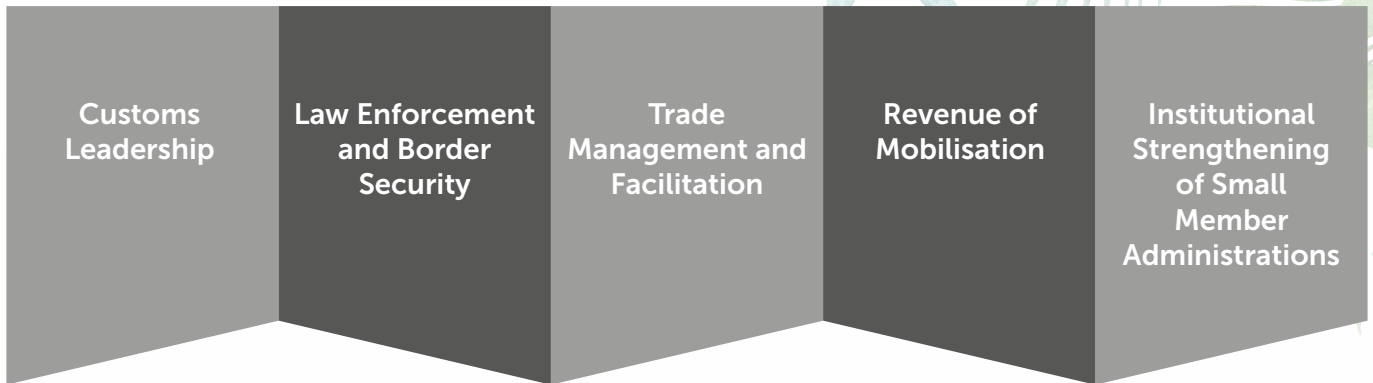 Customs
Leadership
Law Enforcement
and Border
Security
Trade
Management and
Facilitation
Revenue of
Mobilisation
Institutional
Strengthening
of Small
Member
Administrations